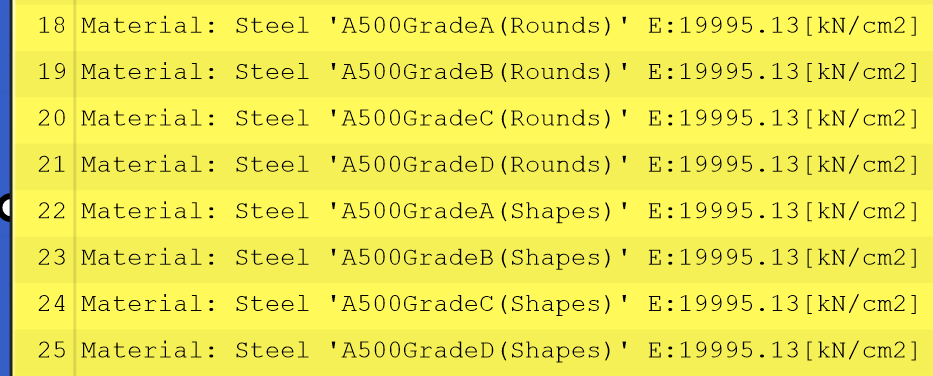 18 Material: Steel 'A500GradeA(Rounds)' E:19995.13[kN/cm2]
19 Material: Steel 'A500GradeB(Rounds)' E:19995.13[kN/cm2]
20 Material: Steel 'A500GradeC(Rounds)' E:19995.13[kN/cm2]
21 Material: Steel 'A500GradeD(Rounds)' E:19995.13[kN/cm2]
22 Material: Steel 'A500GradeA(Shapes)' E:19995.13[kN/cm2]
23 Material: Steel 'A500GradeB(Shapes)' E:19995.13[kN/cm2]
24 Material: Steel 'A500GradeC(Shapes)' E:19995.13[kN/cm2]
25 Material: Steel 'A500GradeD(Shapes)' E:19995.13[kN/cm2]